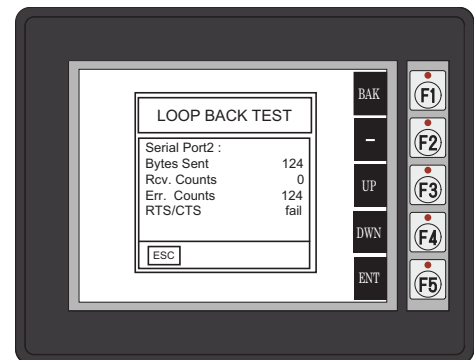 LOOP BACK TEST
Serial Port2 :
Bytes Sent 124
Rcv. Counts 0
Err. Counts 124
RTS/CTS fail
ESC
BAK
–
UP
DWN
ENT
F1
F2
F3
F4
F5